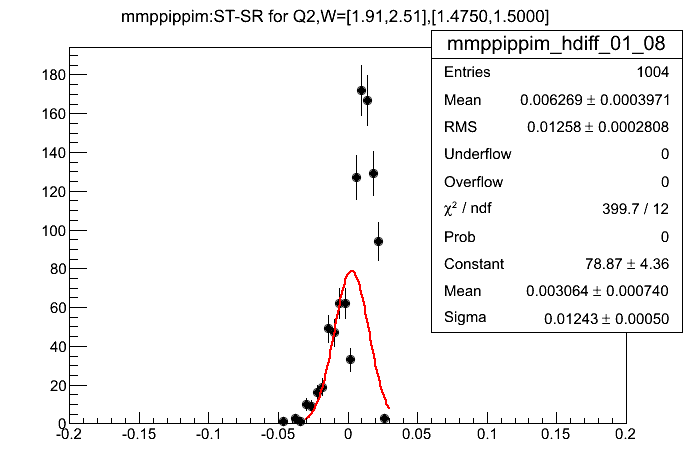 mmppippim:ST-SR for Q2,W=[1.91,2.51],[1.4750,1.5000]
mmppippim_hdiff_01_08
Entries 1004
Mean 0.006269 ± 0.0003971
RMS 0.01258 ± 0.0002808
Underflow 0
Overflow 0
χ² / ndf 399.7 / 12
Prob 0
Constant 78.87 ± 4.36
Mean 0.003064 ± 0.000740
Sigma 0.01243 ± 0.00050
180
160
140
120
100
80
60
40
20
0
-0.2 -0.15 -0.1 -0.05 0 0.05 0.1 0.15 0.2